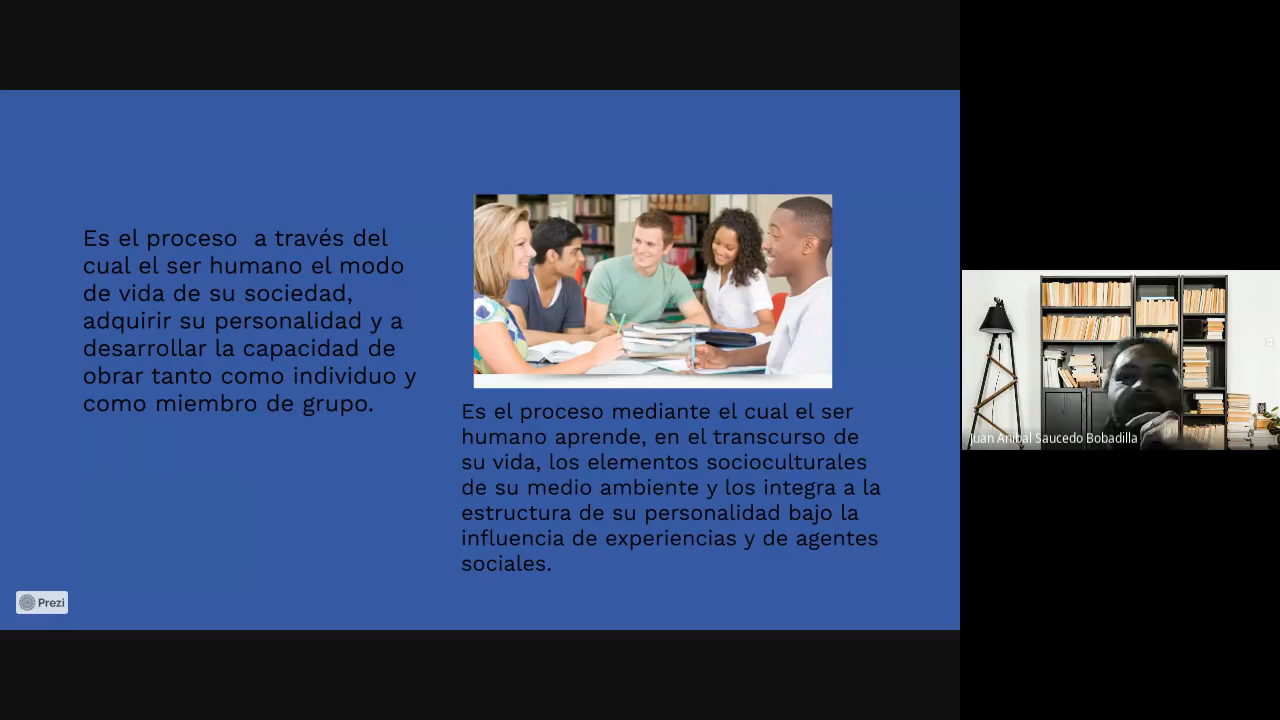 Es el proceso  a través del
cual el ser humano el modo
de vida de su sociedad,
adquirir su personalidad y a
desarrollar la capacidad de
obrar tanto como individuo y
como miembro de grupo.
Es el proceso mediante el cual el ser
humano aprende, en el transcurso de
su vida, los elementos socioculturales
de su medio ambiente y los integra a la
estructura de su personalidad bajo la
influencia de experiencias y de agentes
sociales.
Prezi
Juan Anibal Saucedo Bobadilla